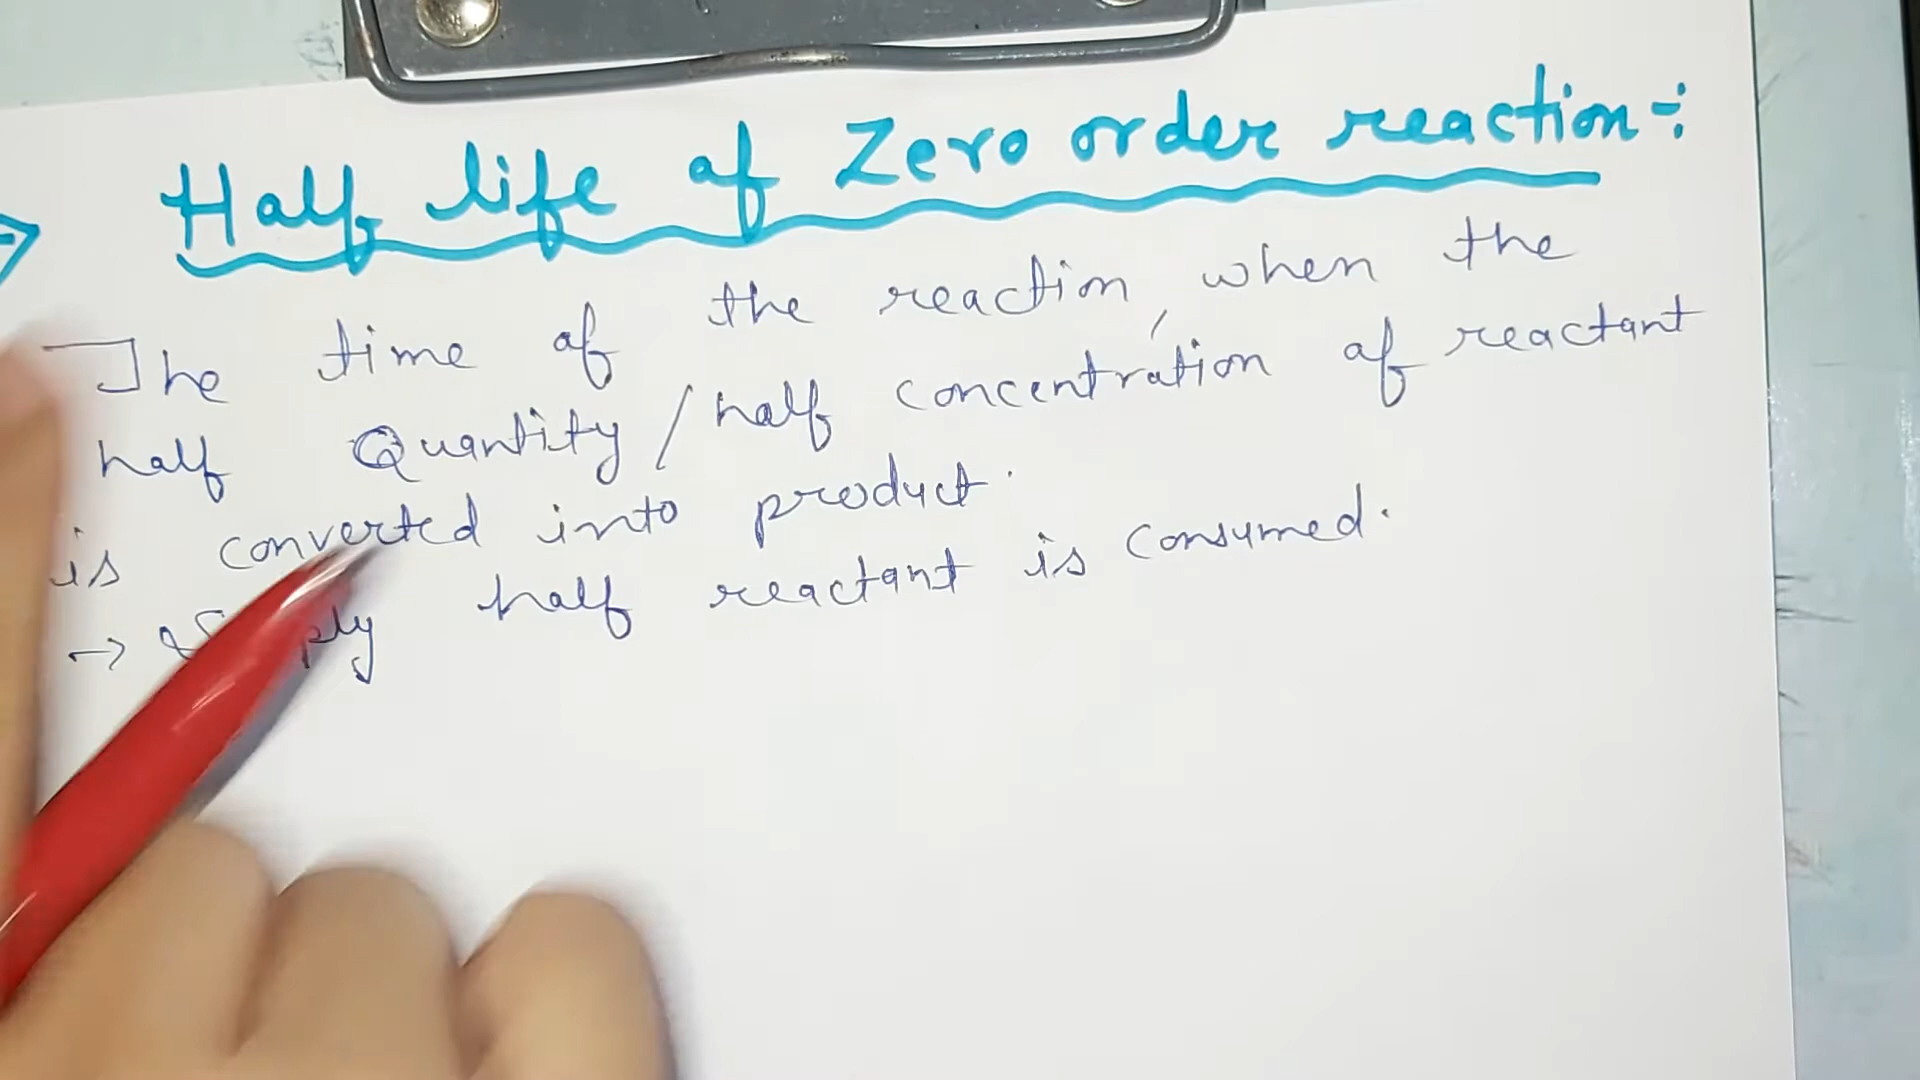 Half life of Zero order reaction:
The time of the reaction, when the
half Quantity / half concentration of reactant
is converted into product.
→ half reactant is consumed.